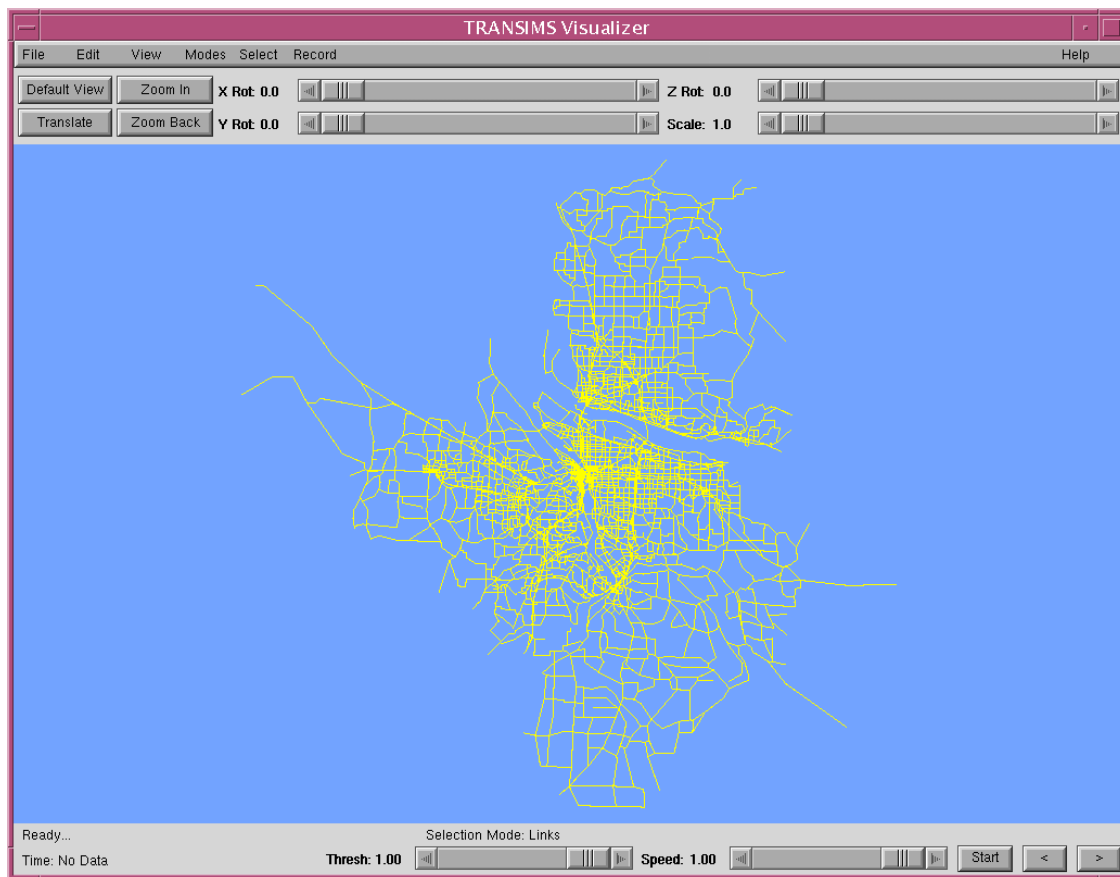 TRANSIMS Visualizer
File Edit View Modes Select Record Help
Default View Zoom In X Rot: 0.0 Z Rot: 0.0
Translate Zoom Back Y Rot: 0.0 Scale: 1.0
Ready... Selection Mode: Links
Time: No Data Thresh: 1.00 Speed: 1.00 Start < >